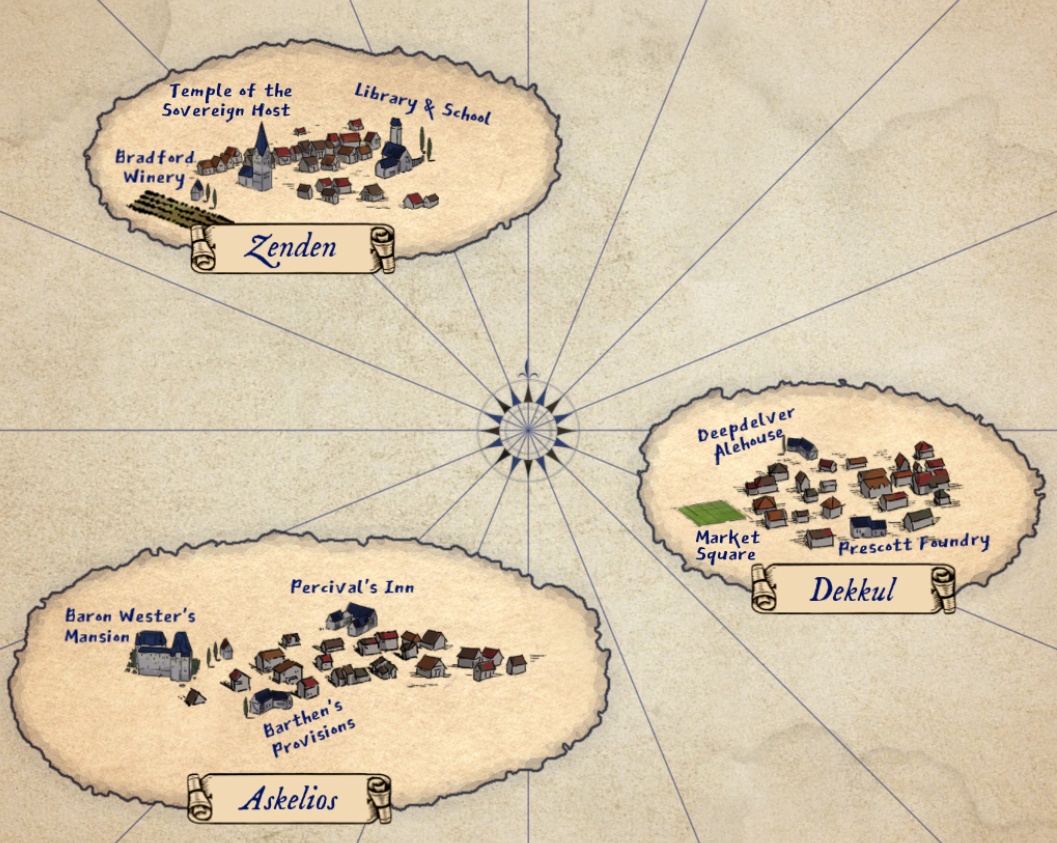 Temple of the
Sovereign Host
Library & School
Bradford
Winery
Zenden
Deepdelver
Alehouse
Market
Square
Prescott Foundry
Dekkul
Percival's Inn
Baron Wester's
Mansion
Barthen's
Provisions
Askelios